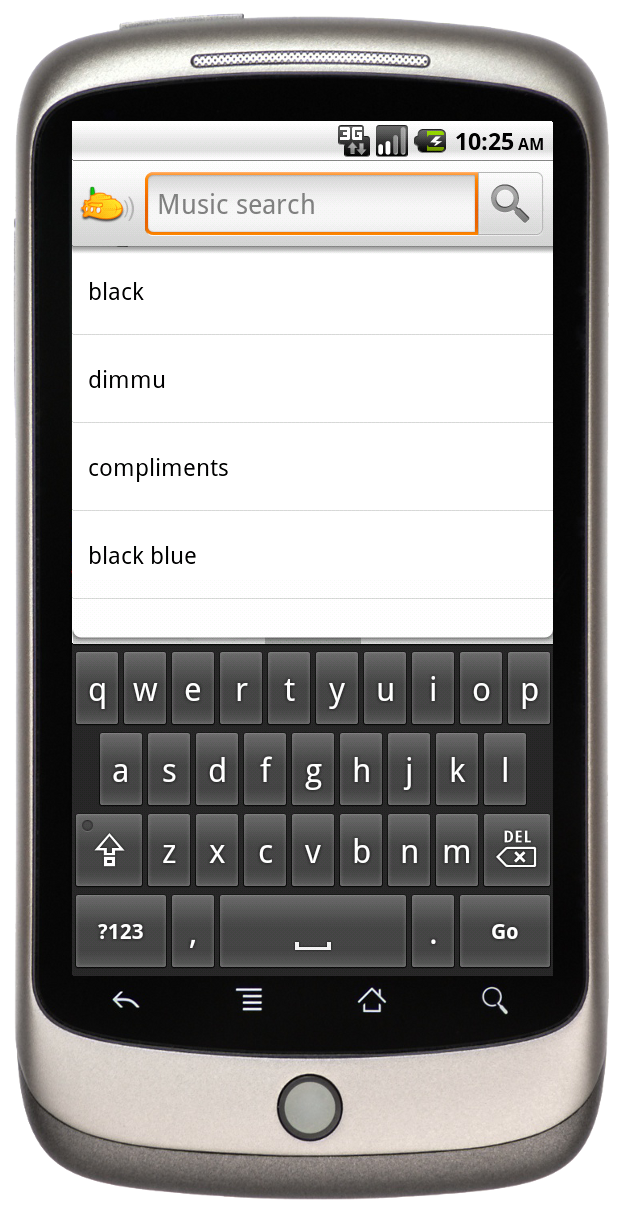 3G 10:25 AM
Music search
black
dimmu
compliments
black blue
q w e r t y u i o p
a s d f g h j k l
z x c v b n m DEL
?123 , . Go